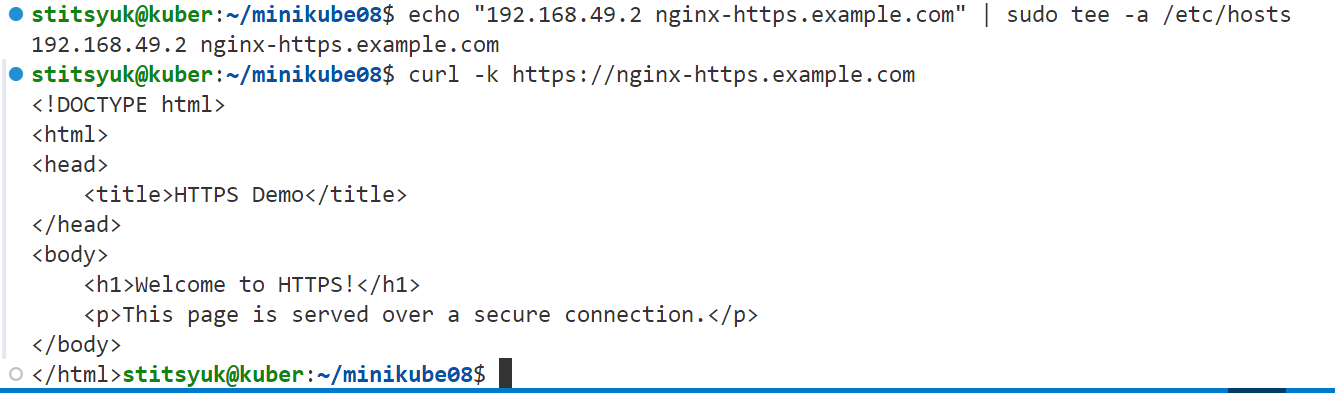 stitsyuk@kuber:~/minikube08$ echo "192.168.49.2 nginx-https.example.com" | sudo tee -a /etc/hosts
192.168.49.2 nginx-https.example.com
stitsyuk@kuber:~/minikube08$ curl -k https://nginx-https.example.com
<!DOCTYPE html>
<html>
<head>
    <title>HTTPS Demo</title>
</head>
<body>
    <h1>Welcome to HTTPS!</h1>
    <p>This page is served over a secure connection.</p>
</body>
</html>stitsyuk@kuber:~/minikube08$